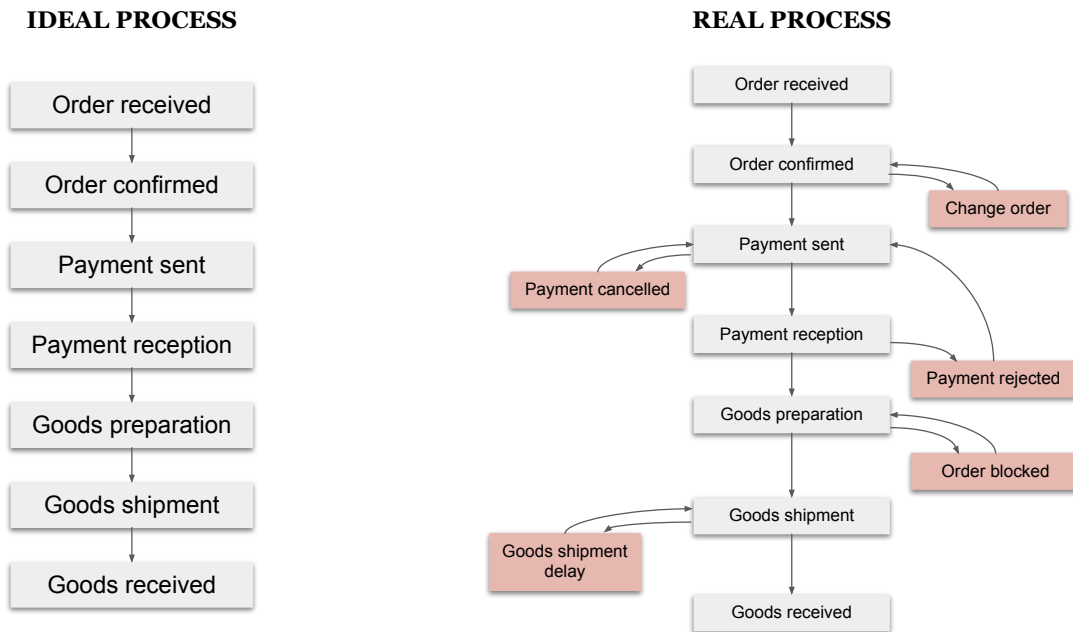 IDEAL PROCESS
Order received
Order confirmed
Payment sent
Payment reception
Goods preparation
Goods shipment
Goods received
REAL PROCESS
Order received
Order confirmed
Change order
Payment sent
Payment cancelled
Payment reception
Payment rejected
Goods preparation
Order blocked
Goods shipment
Goods shipment
delay
Goods received